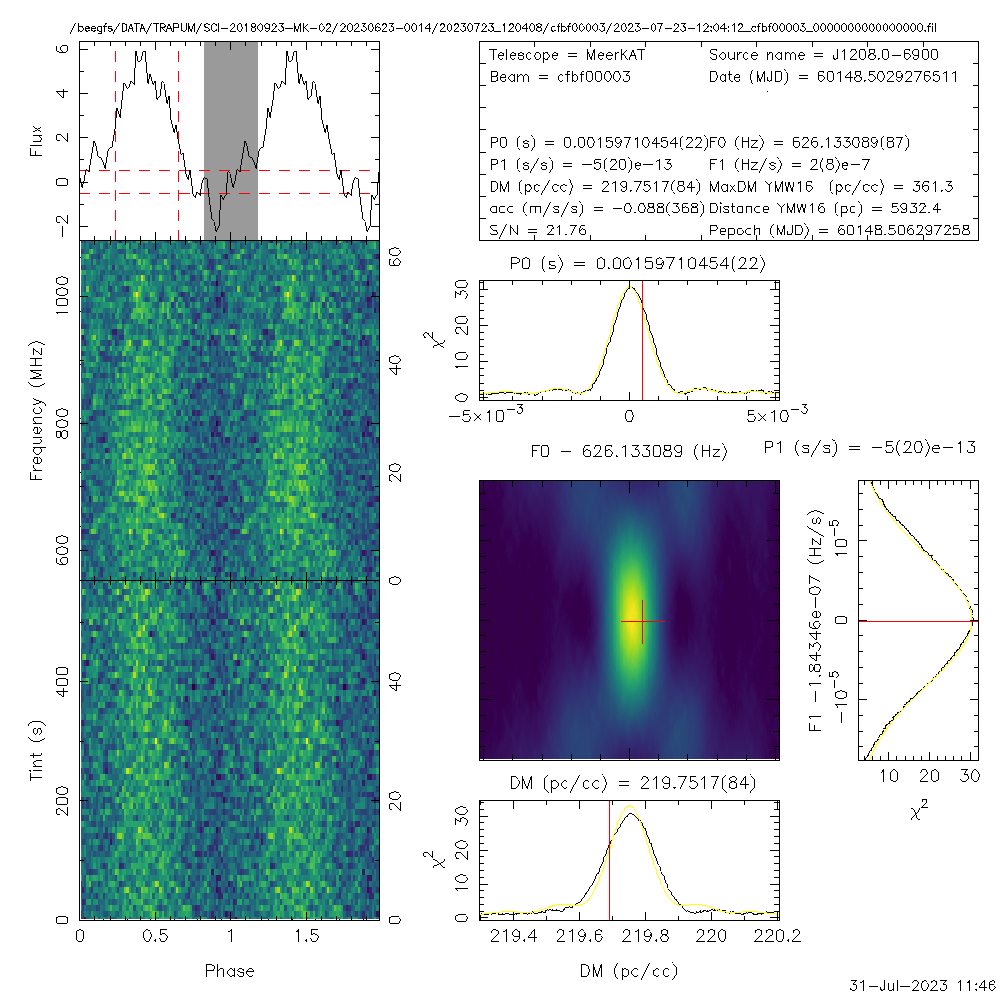 /beegfs/DATA/TRAPUM/SCI-20180923-MK-02/20230623-0014/20230723_120408/cfbf00003/2023-07-23-12:04:12_cfbf00003_0000000000000000.fil
Telescope = MeerKAT Source name = J1208.0-6900
Beam = cfbf00003 Date (MJD) = 60148.5029276511
P0 (s) = 0.00159710454(22) F0 (Hz) = 626.133089(87)
P1 (s/s) = -5(20)e-13 F1 (Hz/s) = 2(8)e-7
DM (pc/cc) = 219.7517(84) MaxDM YMW16 (pc/cc) = 361.3
acc (m/s/s) = -0.088(368) Distance YMW16 (pc) = 5932.4
S/N = 21.76 Pepoch (MJD) = 60148.506297258
Flux
6
4
2
0
-2
Frequency (MHz)
1000
800
600
60
40
20
0
Tint (s)
400
200
0
40
20
0
0 0.5 1 1.5
Phase
P0 (s) = 0.00159710454(22)
χ²
30
20
10
0
-5×10⁻³ 0 5×10⁻³
F0 - 626.133089 (Hz)
P1 (s/s) = -5(20)e-13
F1 -1.84346e-07 (Hz/s)
10⁻⁵
0
-10⁻⁵
10 20 30
χ²
DM (pc/cc) = 219.7517(84)
χ²
30
20
10
0
219.4 219.6 219.8 220 220.2
DM (pc/cc)
31-Jul-2023 11:46